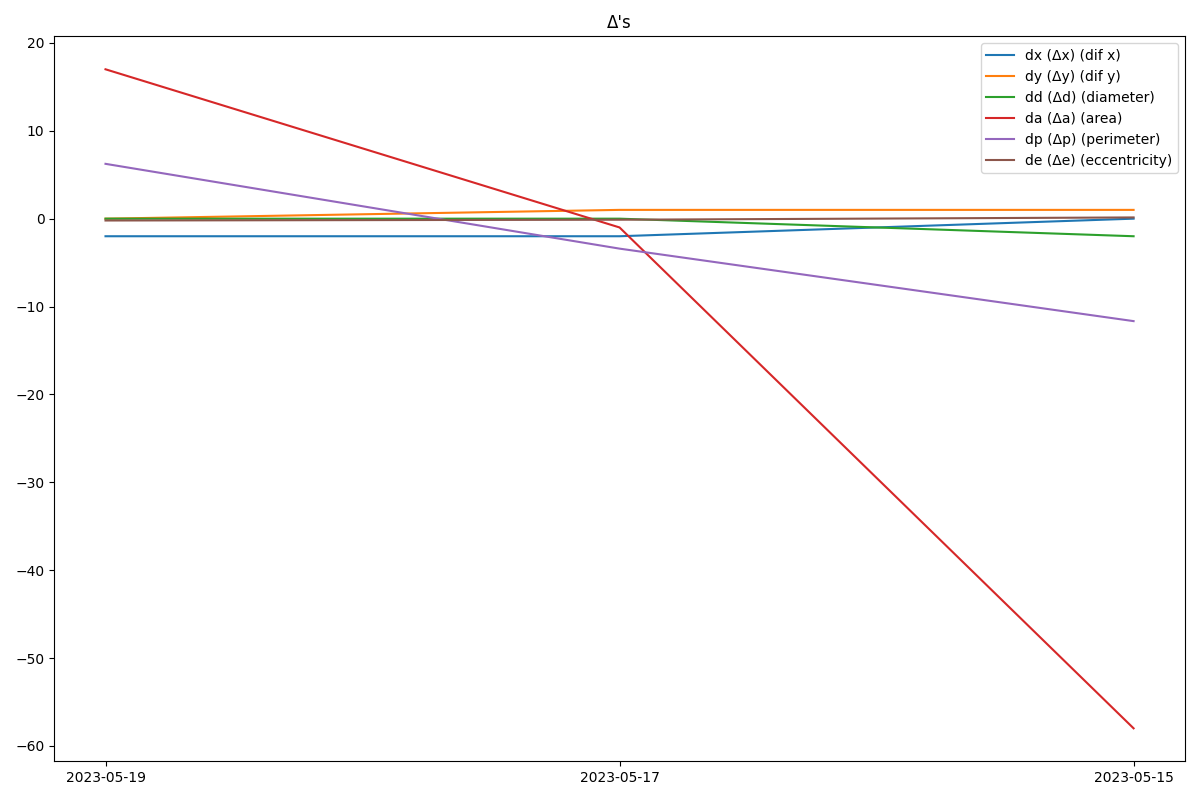 Δ's
20
10
0
−10
−20
−30
−40
−50
−60
2023-05-19
2023-05-17
2023-05-15
dx (Δx) (dif x)
dy (Δy) (dif y)
dd (Δd) (diameter)
da (Δa) (area)
dp (Δp) (perimeter)
de (Δe) (eccentricity)